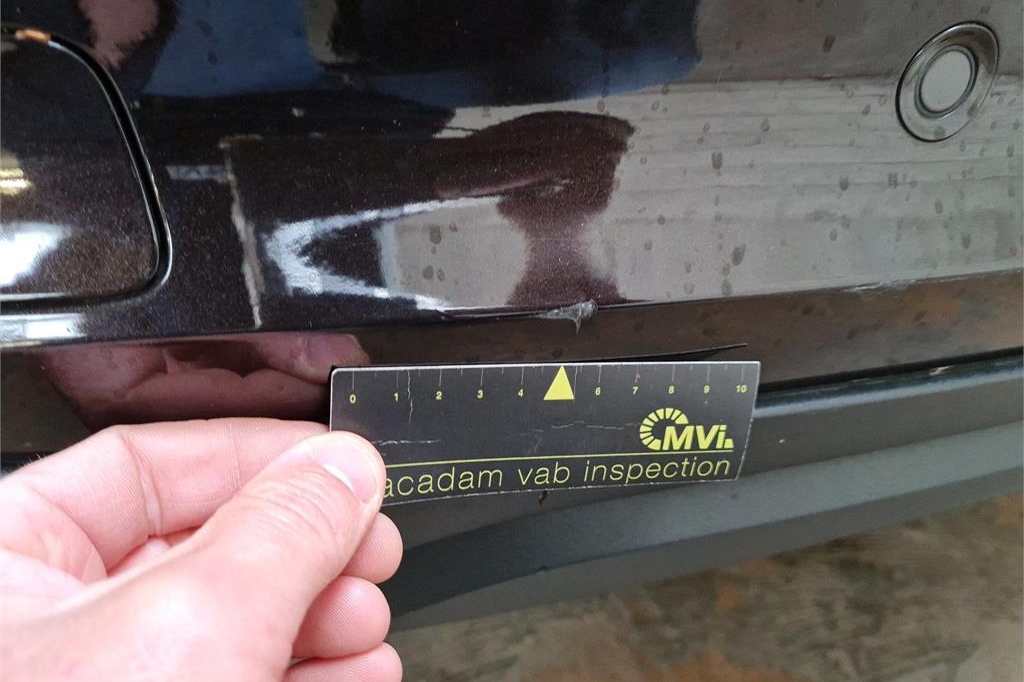 0 1 2 3 4 6 7 8 9 10
MVi
acadam vab inspection